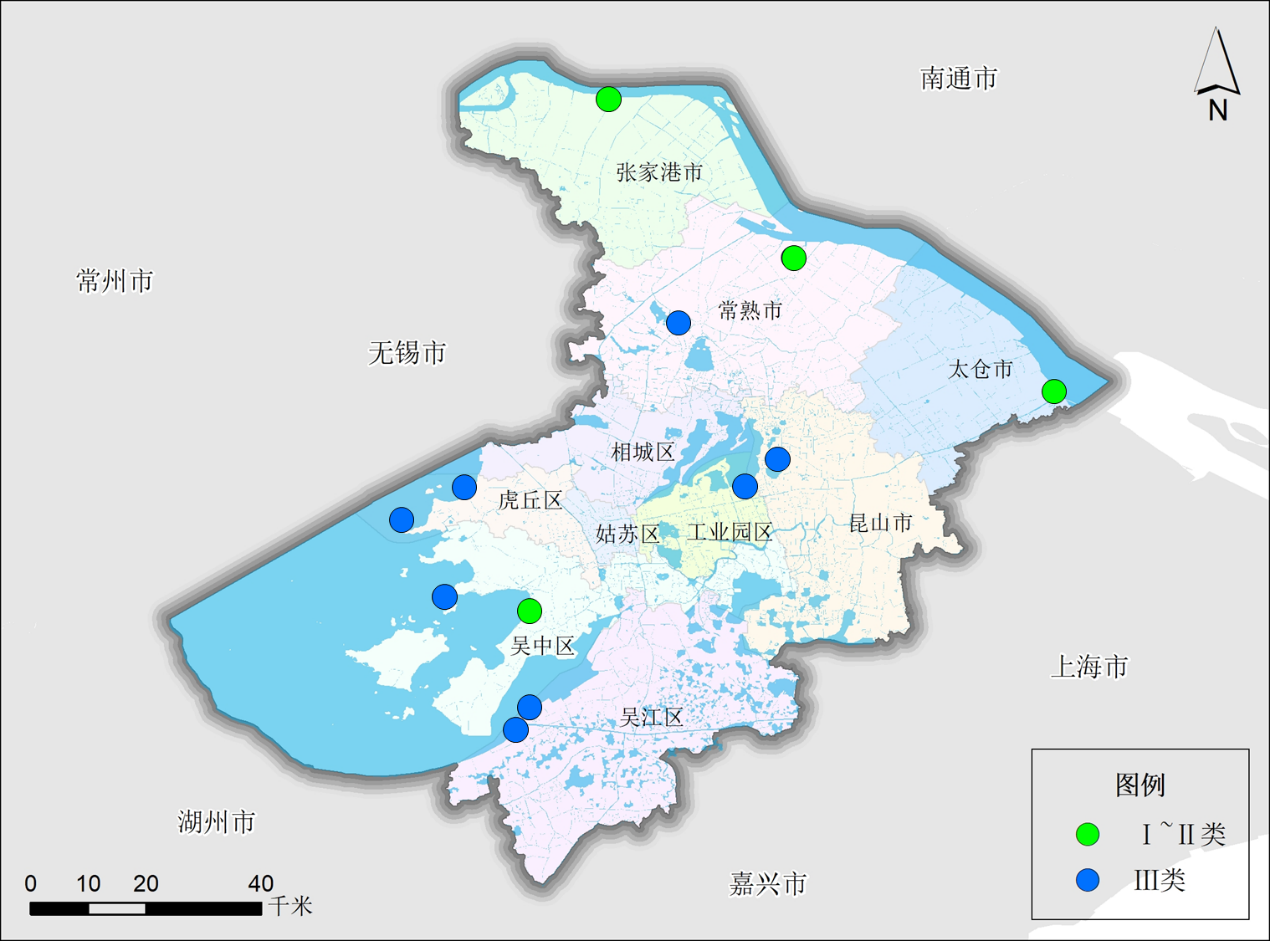 南通市
N
张家港市
常州市
常熟市
无锡市
太仓市
相城区
虎丘区
姑苏区
工业园区
昆山市
吴中区
上海市
吴江区
湖州市
嘉兴市
图例
Ⅰ~Ⅱ类
Ⅲ类
0 10 20 40
千米